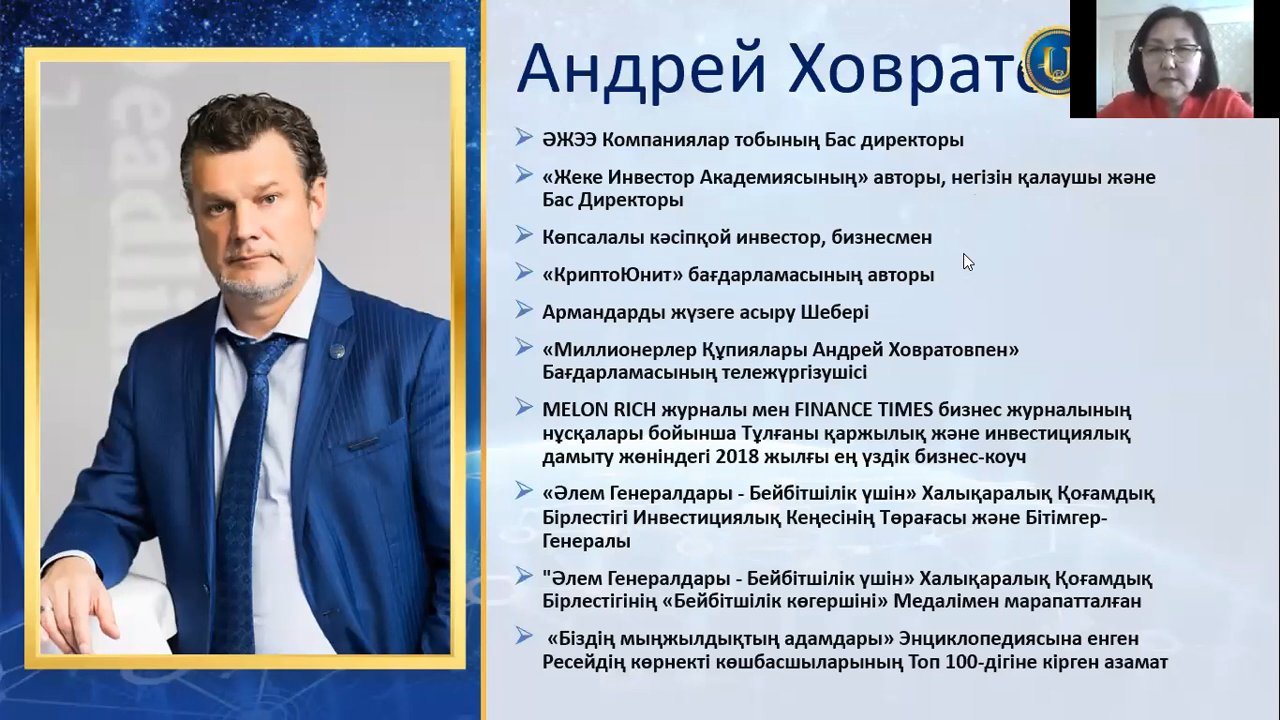 Андрей Ховрато
ӘЖЭЭ Компаниялар тобының Бас директоры
«Жеке Инвестор Академиясының» авторы, негізін қалаушы және
Бас Директоры
Көпсалалы кәсіпқой инвестор, бизнесмен
«КриптоЮнит» бағдарламасының авторы
Армандарды жүзеге асыру Шебері
«Миллионерлер Құпиялары Андрей Ховратовпен»
Бағдарламасының тележүргізушісі
MELON RICH журналы мен FINANCE TIMES бизнес журналының
нұсқалары бойынша Тұлғаны қаржылық және инвестициялық
дамыту жөніндегі 2018 жылғы ең үздік бизнес-коуч
«Әлем Генералдары - Бейбітшілік үшін» Халықаралық Қоғамдық
Бірлестігі Инвестициялық Кеңесінің Төрағасы және Бітімгер-
Генералы
"Әлем Генералдары - Бейбітшілік үшін» Халықаралық Қоғамдық
Бірлестігінің «Бейбітшілік көгершіні» Медалімен марапатталған
«Біздің мыңжылдықтың адамдары» Энциклопедиясына енген
Ресейдің көрнекті көшбасшыларының Топ 100-дігіне кірген азамат